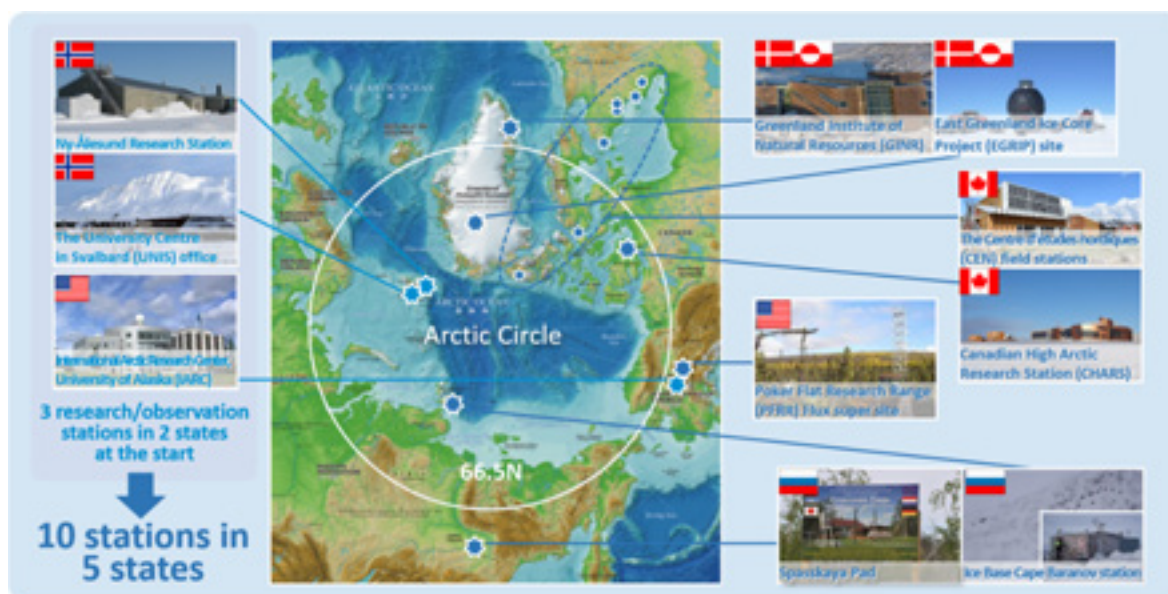 Ny-Ålesund Research Station
The University Centre
in Svalbard (UNIS) office
International Arctic Research Center,
University of Alaska (IARC)
3 research/observation
stations in 2 states
at the start
10 stations in
5 states
ARCTIC OCEAN
Arctic Circle
66.5N
Greenland Institute of
Natural Resources (GINR)
East Greenland Ice Core
Project (EGRIP) site
The Centre d'études nordiques
(CEN) field stations
Canadian High Arctic
Research Station (CHARS)
Poker Flat Research Range
(PFRR) Flux super site
Spasskaya Pad
Ice Base Cape Baranov station